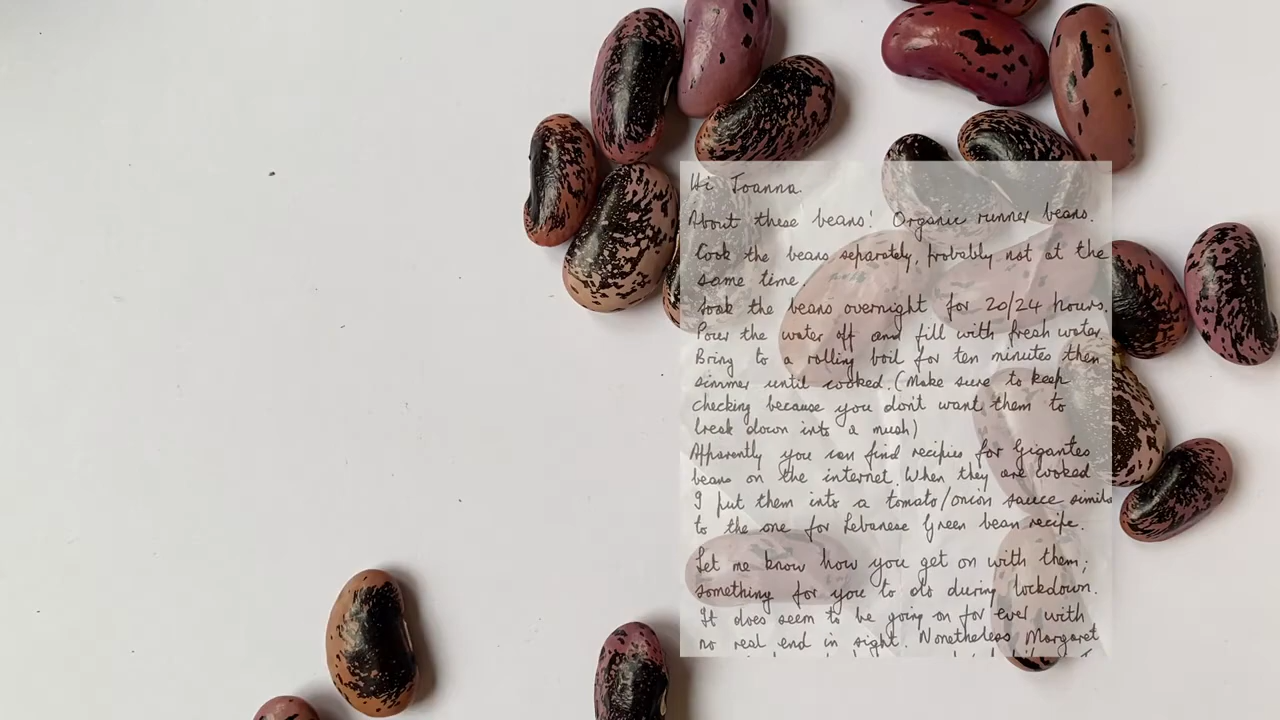 Hi Joanna.
About these beans! Organic runner beans.
Cook the beans separately, probably not at the
same time.
Soak the beans overnight for 20/24 hours.
Pour the water off and fill with fresh water
Bring to a rolling boil for ten minutes then
simmer until cooked. (Make sure to keep
checking because you don't want them to
break down into a mush)
Apparently you can find recipies for Gigantes
beans on the internet. When they are cooked
I put them into a tomato/onion sauce simila
to the one for Lebanese Green bean recipe.
Let me know how you get on with them;
something for you to do during lockdown.
It does seem to be going on for ever with
no real end in sight. Nonetheless Margaret